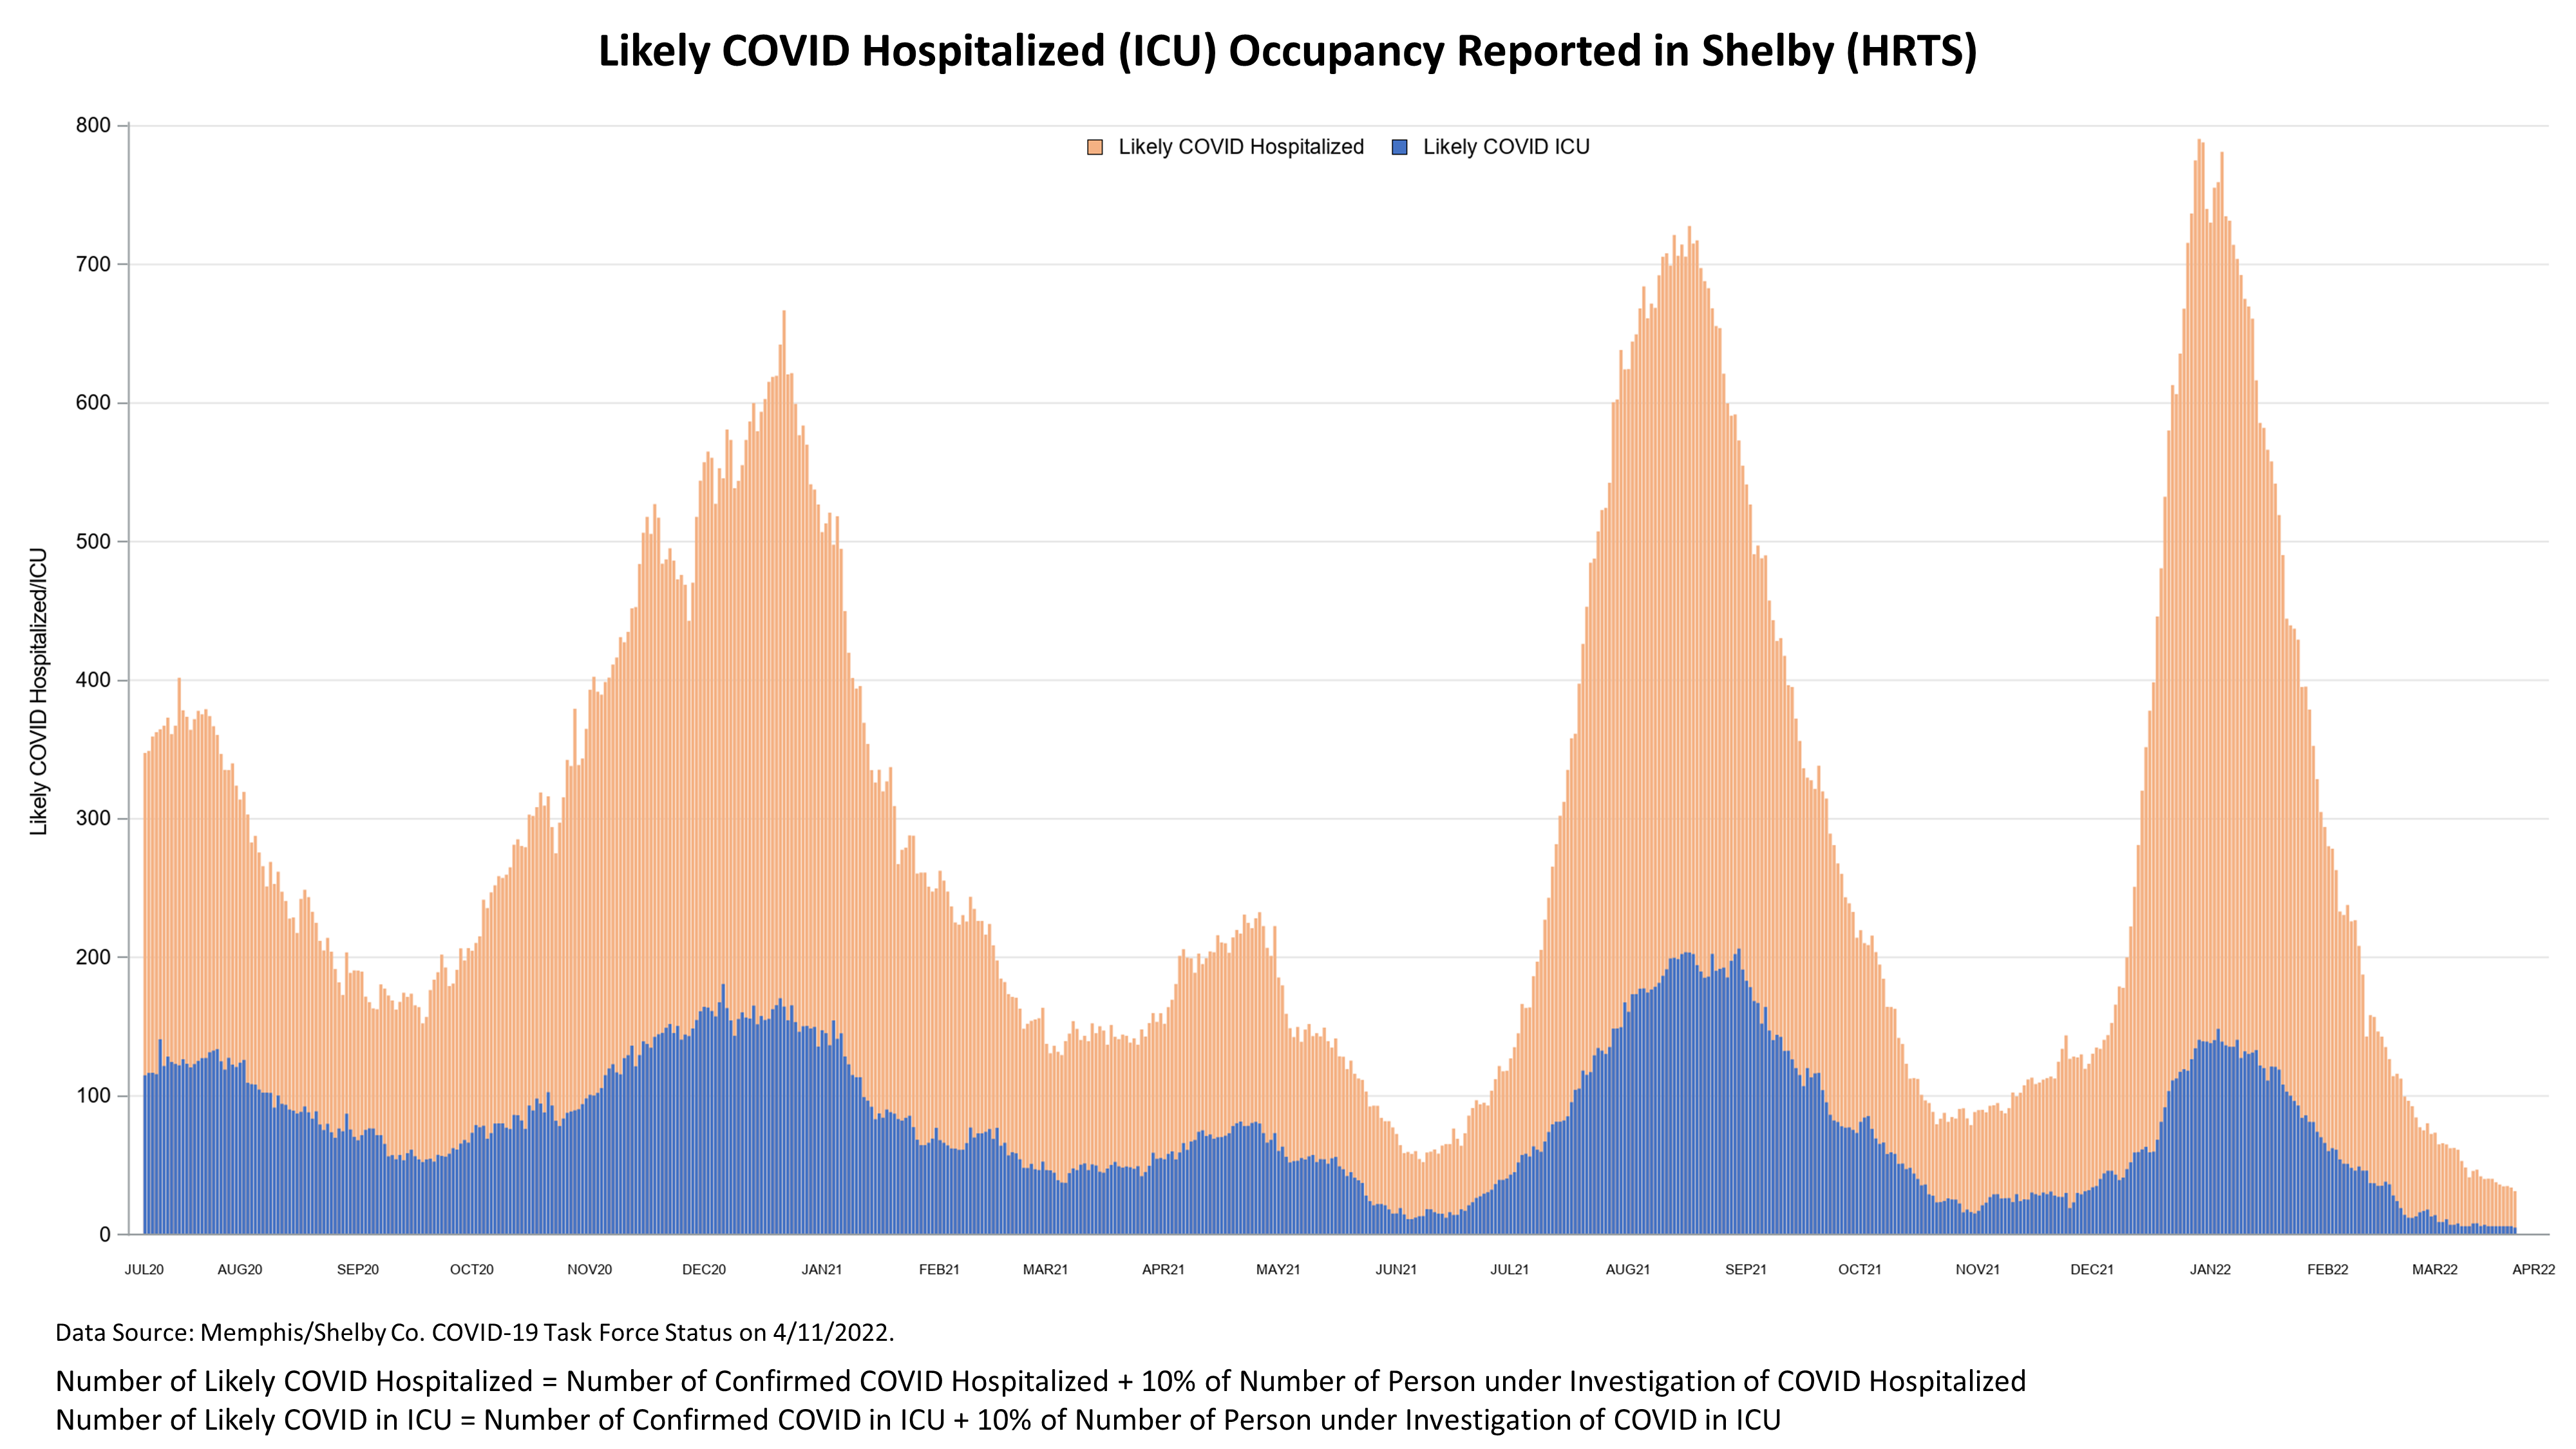 Likely COVID Hospitalized (ICU) Occupancy Reported in Shelby (HRTS)
Likely COVID Hospitalized Likely COVID ICU
Likely COVID Hospitalized/ICU
800
700
600
500
400
300
200
100
0
JUL20 AUG20 SEP20 OCT20 NOV20 DEC20 JAN21 FEB21 MAR21 APR21 MAY21 JUN21 JUL21 AUG21 SEP21 OCT21 NOV21 DEC21 JAN22 FEB22 MAR22 APR22
Data Source: Memphis/Shelby Co. COVID-19 Task Force Status on 4/11/2022.
Number of Likely COVID Hospitalized = Number of Confirmed COVID Hospitalized + 10% of Number of Person under Investigation of COVID Hospitalized
Number of Likely COVID in ICU = Number of Confirmed COVID in ICU + 10% of Number of Person under Investigation of COVID in ICU